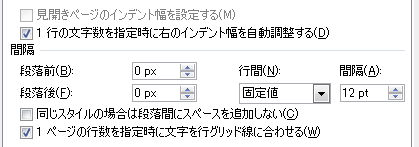 見開きページのインデント幅を設定する(M)
1 行の文字数を指定時に右のインデント幅を自動調整する(D)
間隔
段落前(B): 0 px 行間(N): 間隔(A):
段落後(F): 0 px 固定値 12 pt
同じスタイルの場合は段落間にスペースを追加しない(C)
1 ページの行数を指定時に文字を行グリッド線に合わせる(W)